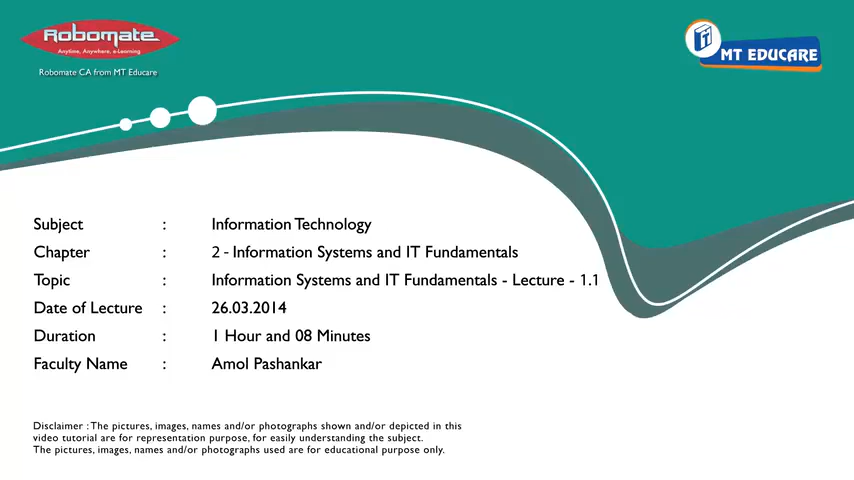 Robomate
Anytime, Anywhere, e-Learning
Robomate CA from MT Educare
MT EDUCARE
Subject : Information Technology
Chapter : 2 - Information Systems and IT Fundamentals
Topic : Information Systems and IT Fundamentals - Lecture - 1.1
Date of Lecture : 26.03.2014
Duration : 1 Hour and 08 Minutes
Faculty Name : Amol Pashankar
Disclaimer : The pictures, images, names and/or photographs shown and/or depicted in this
video tutorial are for representation purpose, for easily understanding the subject.
The pictures, images, names and/or photographs used are for educational purpose only.